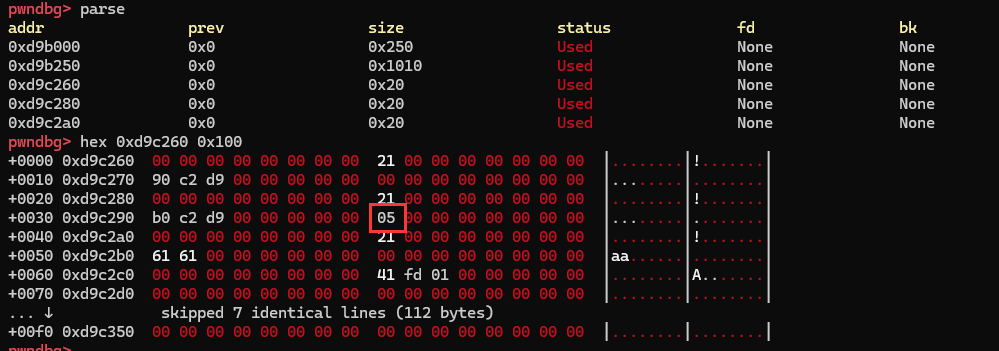 pwndbg> parse
addr prev size status fd bk
0xd9b000 0x0 0x250 Used None None
0xd9b250 0x0 0x1010 Used None None
0xd9c260 0x0 0x20 Used None None
0xd9c280 0x0 0x20 Used None None
0xd9c2a0 0x0 0x20 Used None None
pwndbg> hex 0xd9c260 0x100
+0000 0xd9c260 00 00 00 00 00 00 00 00 21 00 00 00 00 00 00 00 |........|!.......|
+0010 0xd9c270 90 c2 d9 00 00 00 00 00 00 00 00 00 00 00 00 00 |........|........|
+0020 0xd9c280 00 00 00 00 00 00 00 00 21 00 00 00 00 00 00 00 |........|!.......|
+0030 0xd9c290 b0 c2 d9 00 00 00 00 00 05 00 00 00 00 00 00 00 |........|........|
+0040 0xd9c2a0 00 00 00 00 00 00 00 00 21 00 00 00 00 00 00 00 |........|!.......|
+0050 0xd9c2b0 61 61 00 00 00 00 00 00 00 00 00 00 00 00 00 00 |aa......|........|
+0060 0xd9c2c0 00 00 00 00 00 00 00 00 41 fd 01 00 00 00 00 00 |........|A.......|
+0070 0xd9c2d0 00 00 00 00 00 00 00 00 00 00 00 00 00 00 00 00 |........|........|
... ↓ skipped 7 identical lines (112 bytes)
+00f0 0xd9c350 00 00 00 00 00 00 00 00 00 00 00 00 00 00 00 00 |........|........|
pwndbg>